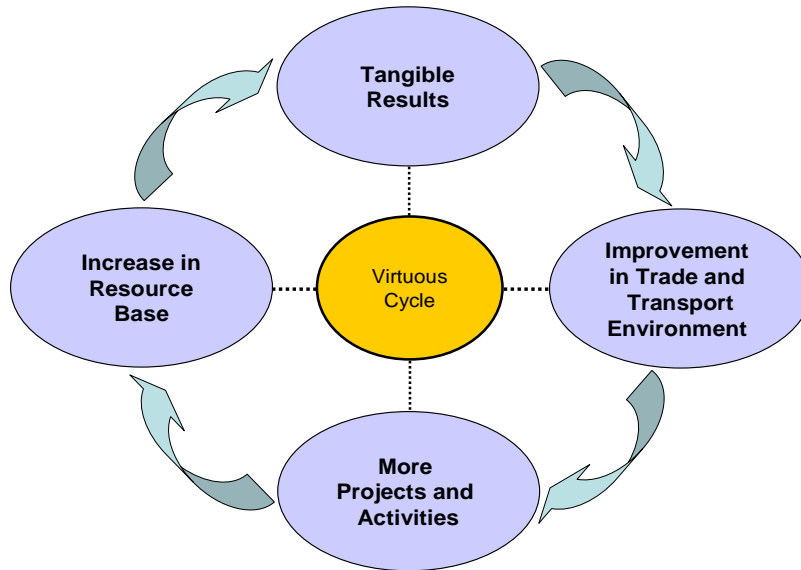 Tangible
Results
Improvement
in Trade and
Transport
Environment
More
Projects and
Activities
Increase in
Resource
Base
Virtuous
Cycle